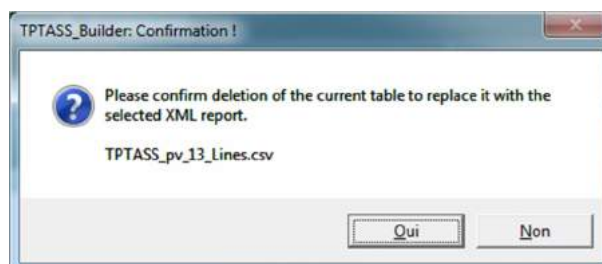 TPTASS_Builder: Confirmation !
Please confirm deletion of the current table to replace it with the
selected XML report.
TPTASS_pv_13_Lines.csv
Oui
Non